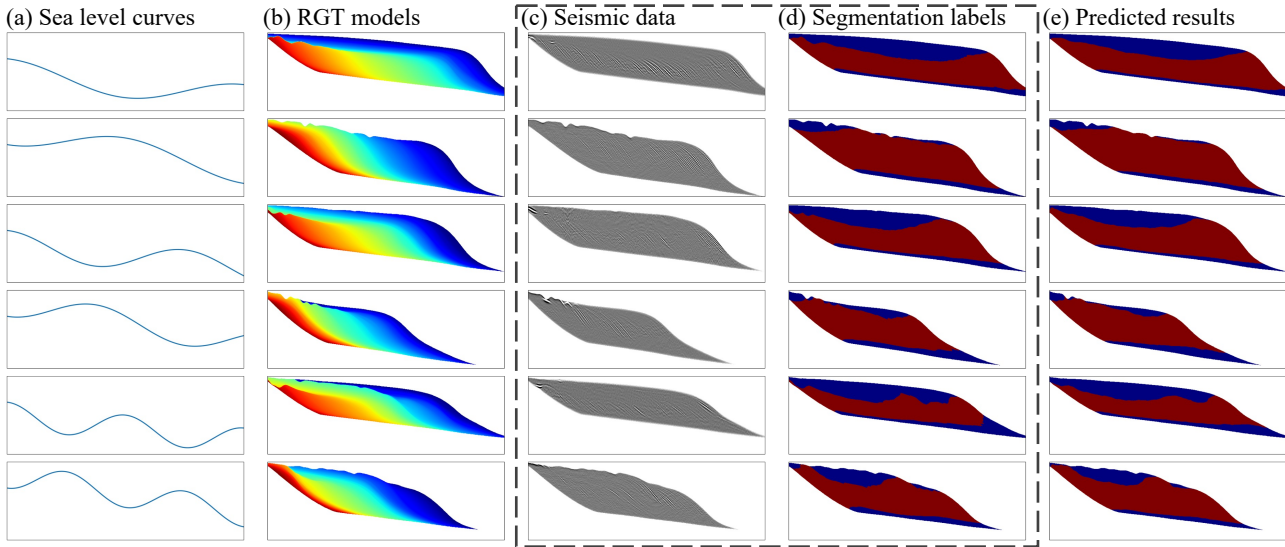 (a) Sea level curves
(b) RGT models
(c) Seismic data
(d) Segmentation labels
(e) Predicted results